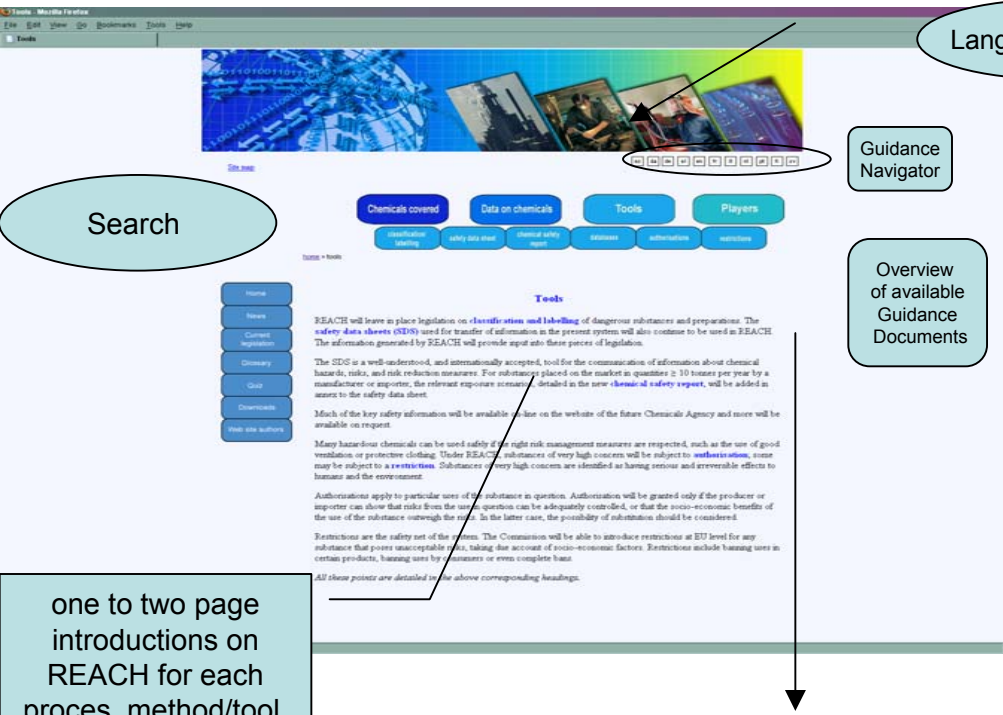 Tools - Mozilla Firefox
File Edit View Go Bookmarks Tools Help
Tools
Lang
Site map
es da de el en fr it nl pt fi sv
Guidance
Navigator
Search
Chemicals covered Data on chemicals Tools Players
classification/
labelling safety data sheet chemical safety
report databases authorisations restrictions
home > tools
Overview
of available
Guidance
Documents
Home
News
Current
legislation
Glossary
Quiz
Downloads
Web site authors
Tools
REACH will leave in place legislation on classification and labelling of dangerous substances and preparations. The
safety data sheets (SDS) used for transfer of information in the present system will also continue to be used in REACH.
The information generated by REACH will provide input into these pieces of legislation.
The SDS is a well-understood, and internationally accepted, tool for the communication of information about chemical
hazards, risks, and risk reduction measures. For substances placed on the market in quantities ≥ 10 tonnes per year by a
manufacturer or importer, the relevant exposure scenarios, detailed in the new chemical safety report, will be added in
annex to the safety data sheet.
Much of the key safety information will be available on-line on the website of the future Chemicals Agency and more will be
available on request.
Many hazardous chemicals can be used safely if the right risk management measures are respected, such as the use of good
ventilation or protective clothing. Under REACH, substances of very high concern will be subject to authorisation, some
may be subject to a restriction. Substances of very high concern are identified as having serious and irreversible effects to
humans and the environment.
Authorisations apply to particular uses of the substance in question. Authorisation will be granted only if the producer or
importer can show that risks from the use in question can be adequately controlled, or that the socio-economic benefits of
the use of the substance outweigh the risks. In the latter case, the possibility of substitution should be considered.
Restrictions are the safety net of the system. The Commission will be able to introduce restrictions at EU level for any
substance that poses unacceptable risks, taking due account of socio-economic factors. Restrictions include banning uses in
certain products, banning uses by consumers or even complete bans.
All these points are detailed in the above corresponding headings.
one to two page
introductions on
REACH for each
proces, method/tool